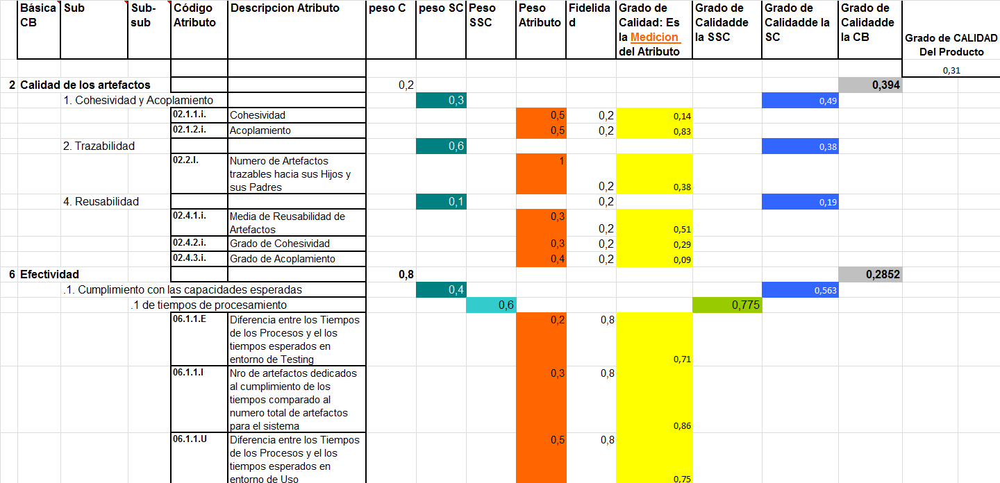 Básica CB	Sub	Sub-sub	Código Atributo	Descripcion Atributo	peso C	peso SC	Peso SSC	Peso Atributo	Fidelidad	Grado de Calidad: Es la Medicion del Atributo	Grado de Calidadde la SSC	Grado de Calidadde la SC	Grado de Calidadde la CB	Grado de CALIDAD Del Producto
0,31
2 Calidad de los artefactos 0,2 0,394
1. Cohesividad y Acoplamiento 0,3 0,49
02.1.1.i. Cohesividad 0,5 0,2 0,14
02.1.2.i. Acoplamiento 0,5 0,2 0,83
2. Trazabilidad 0,6 0,38
02.2.I. Numero de Artefactos 1
trazables hacia sus Hijos y
sus Padres 0,2 0,38
4. Reusabilidad 0,1 0,2 0,19
02.4.1.i. Media de Reusabilidad de 0,3
Artefactos 0,2 0,51
02.4.2.i. Grado de Cohesividad 0,3 0,2 0,29
02.4.3.i. Grado de Acoplamiento 0,4 0,2 0,09
6 Efectividad 0,8 0,2852
.1. Cumplimiento con las capacidades esperadas 0,4 0,563
.1 de tiempos de procesamiento 0,6 0,775
06.1.1.E Diferencia entre los Tiempos 0,2 0,8
de los Procesos y el los
tiempos esperados en
entorno de Testing 0,71
06.1.1.I Nro de artefactos dedicados 0,3 0,8
al cumplimiento de los
tiempos comparado al
numero total de artefactos
para el sistema 0,86
06.1.1.U Diferencia entre los Tiempos 0,5 0,8
de los Procesos y el los
tiempos esperados en
entorno de Uso 0,75